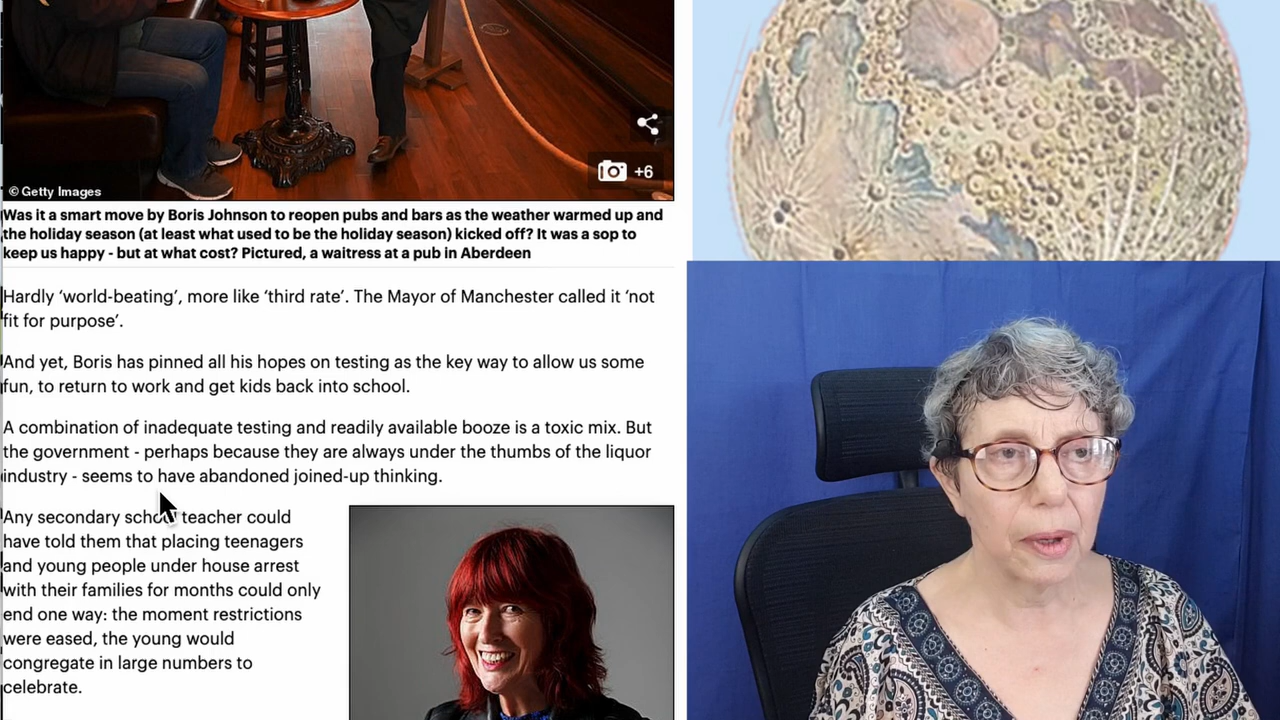 +6
© Getty Images
Was it a smart move by Boris Johnson to reopen pubs and bars as the weather warmed up and
the holiday season (at least what used to be the holiday season) kicked off? It was a sop to
keep us happy - but at what cost? Pictured, a waitress at a pub in Aberdeen
Hardly ‘world-beating’, more like ‘third rate’. The Mayor of Manchester called it ‘not
fit for purpose’.
And yet, Boris has pinned all his hopes on testing as the key way to allow us some
fun, to return to work and get kids back into school.
A combination of inadequate testing and readily available booze is a toxic mix. But
the government - perhaps because they are always under the thumbs of the liquor
industry - seems to have abandoned joined-up thinking.
Any secondary school teacher could
have told them that placing teenagers
and young people under house arrest
with their families for months could only
end one way: the moment restrictions
were eased, the young would
congregate in large numbers to
celebrate.